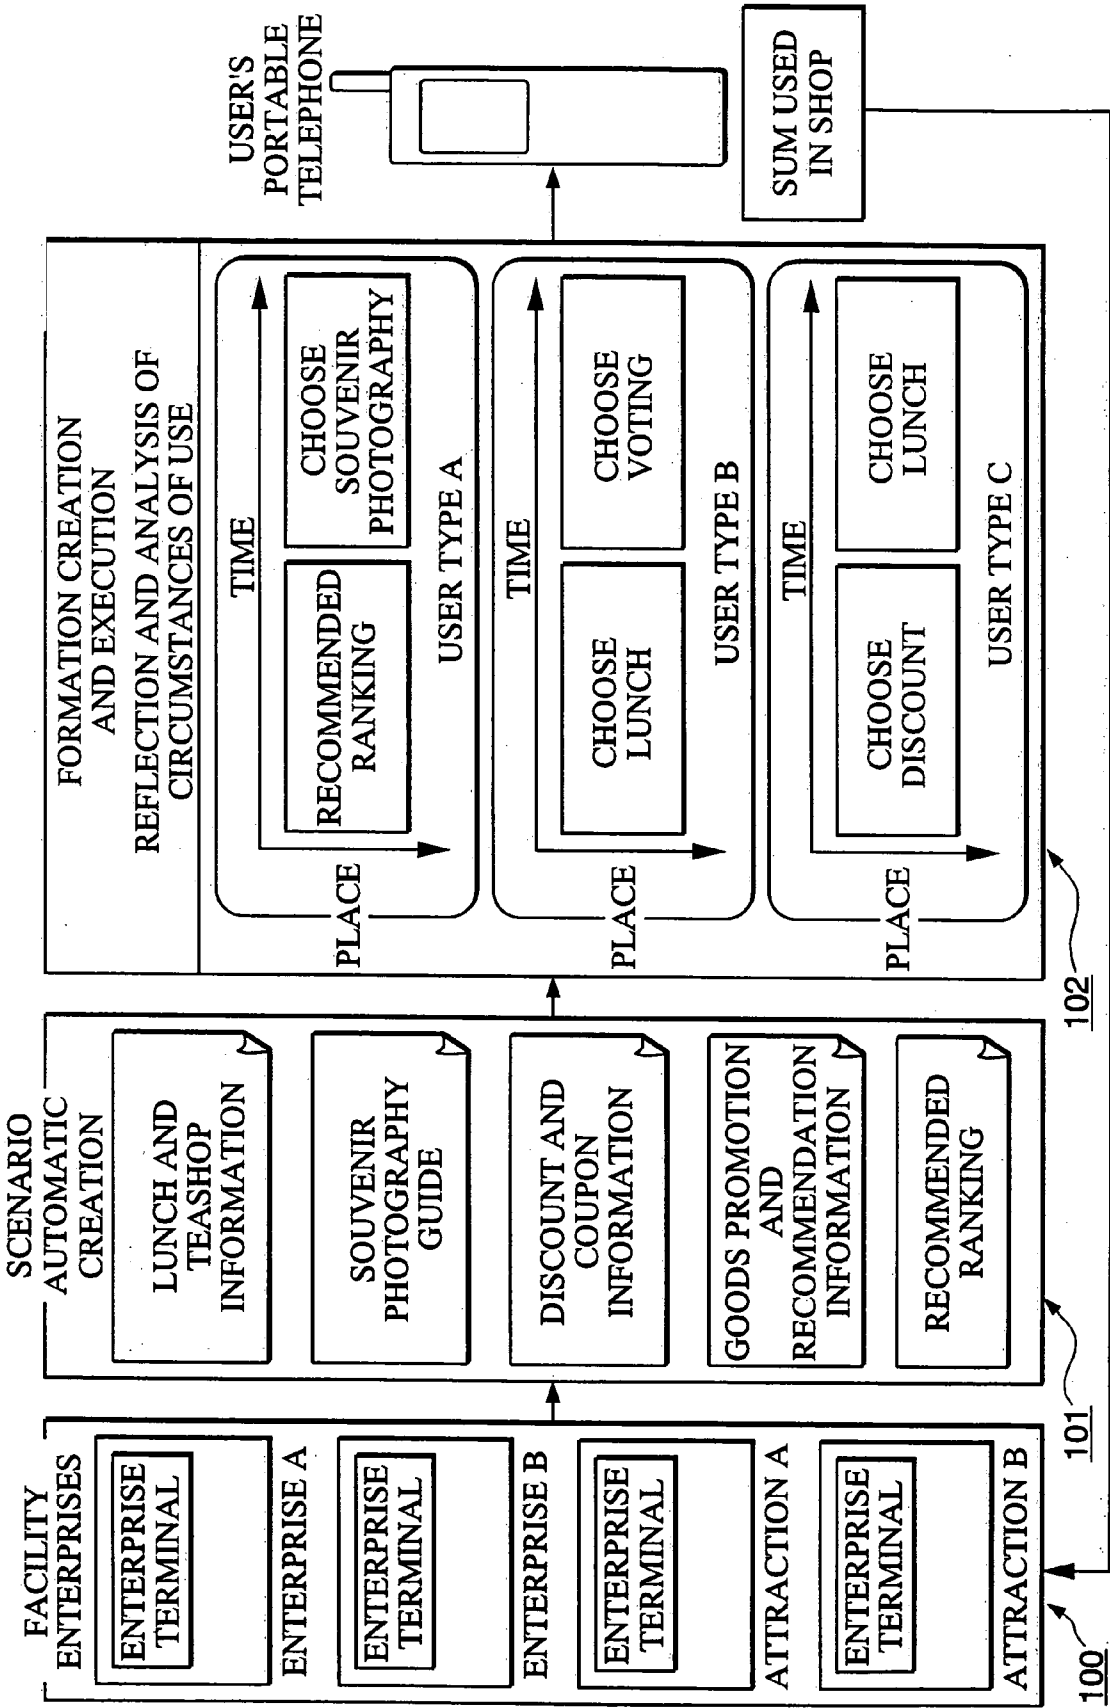 FACILITY
ENTERPRISES
ENTERPRISE
TERMINAL
ENTERPRISE A
ENTERPRISE
TERMINAL
ENTERPRISE B
ENTERPRISE
TERMINAL
ATTRACTION A
ENTERPRISE
TERMINAL
ATTRACTION B
100
SCENARIO
AUTOMATIC
CREATION
LUNCH AND
TEASHOP
INFORMATION
SOUVENIR
PHOTOGRAPHY
GUIDE
DISCOUNT AND
COUPON
INFORMATION
GOODS PROMOTION
AND
RECOMMENDATION
INFORMATION
RECOMMENDED
RANKING
101
FORMATION CREATION
AND EXECUTION
REFLECTION AND ANALYSIS OF
CIRCUMSTANCES OF USE
TIME
PLACE
RECOMMENDED
RANKING
CHOOSE
SOUVENIR
PHOTOGRAPHY
USER TYPE A
TIME
PLACE
CHOOSE
LUNCH
CHOOSE
VOTING
USER TYPE B
TIME
PLACE
CHOOSE
DISCOUNT
CHOOSE
LUNCH
USER TYPE C
102
USER'S
PORTABLE
TELEPHONE
SUM USED
IN SHOP